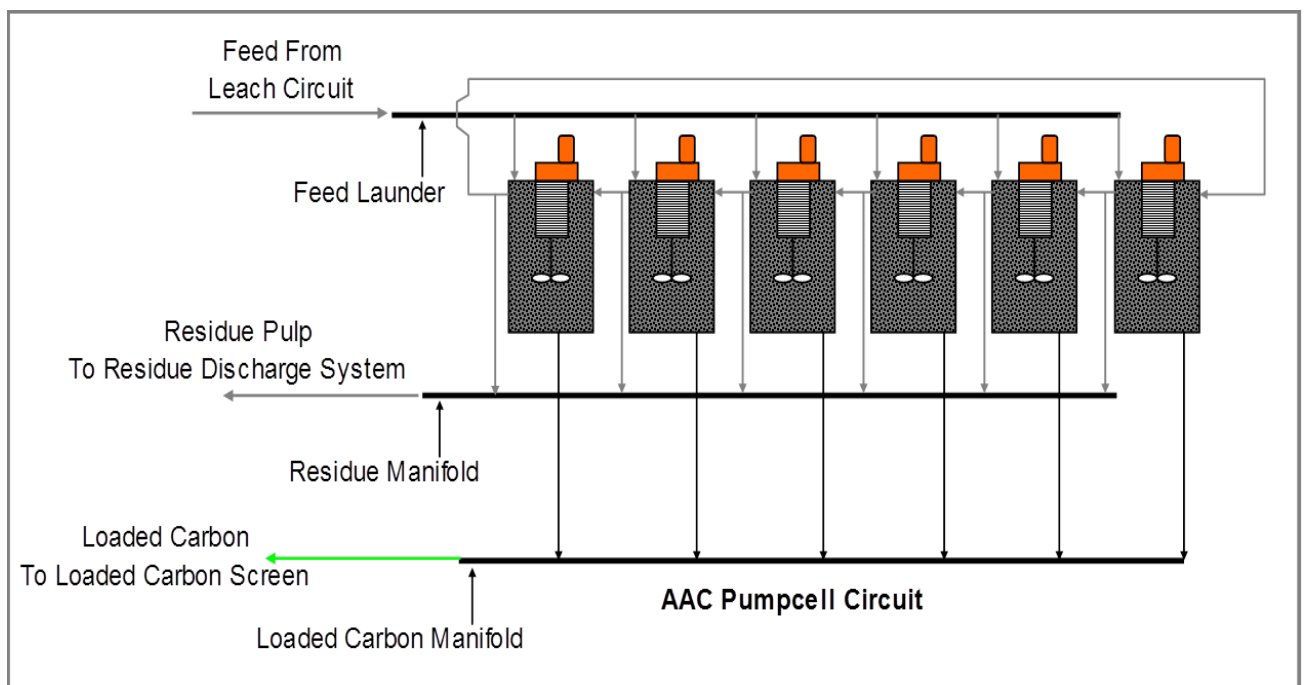 Feed From
Leach Circuit
Feed Launder
Residue Pulp
To Residue Discharge System
Residue Manifold
Loaded Carbon
To Loaded Carbon Screen
AAC Pumpcell Circuit
Loaded Carbon Manifold